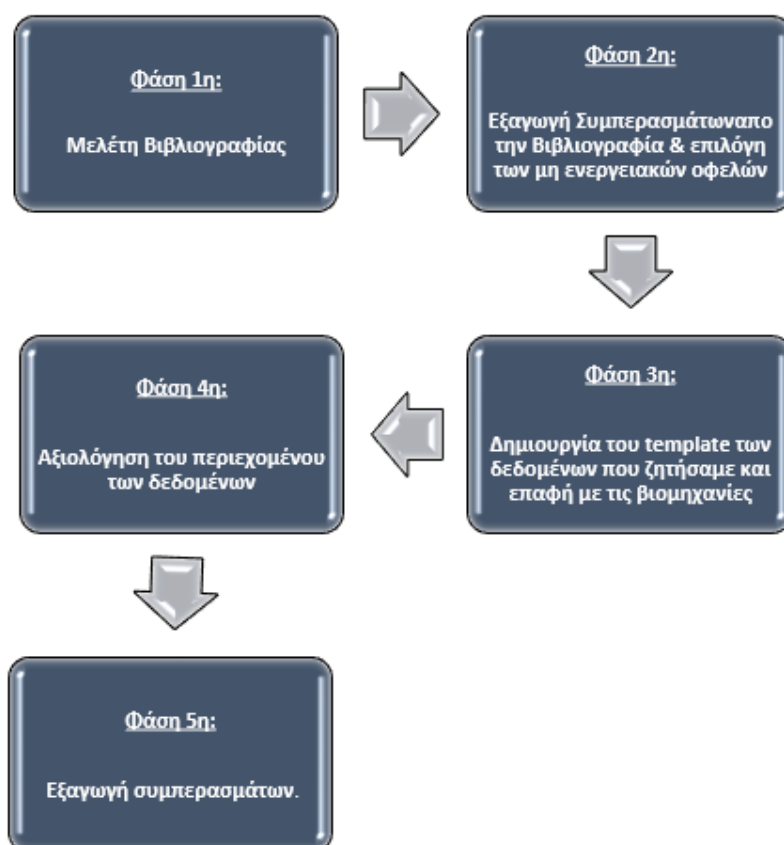 Φάση 1η:
Μελέτη Βιβλιογραφίας
Φάση 2η:
Εξαγωγή Συμπερασμάτωναπο
την Βιβλιογραφία & επιλόγη
των μη ενεργειακών οφελών
Φάση 3η:
Δημιουργία του template των
δεδομένων που ζητήσαμε και
επαφή με τις βιομηχανίες
Φάση 4η:
Αξιολόγηση του περιεχομένου
των δεδομένων
Φάση 5η:
Εξαγωγή συμπερασμάτων.